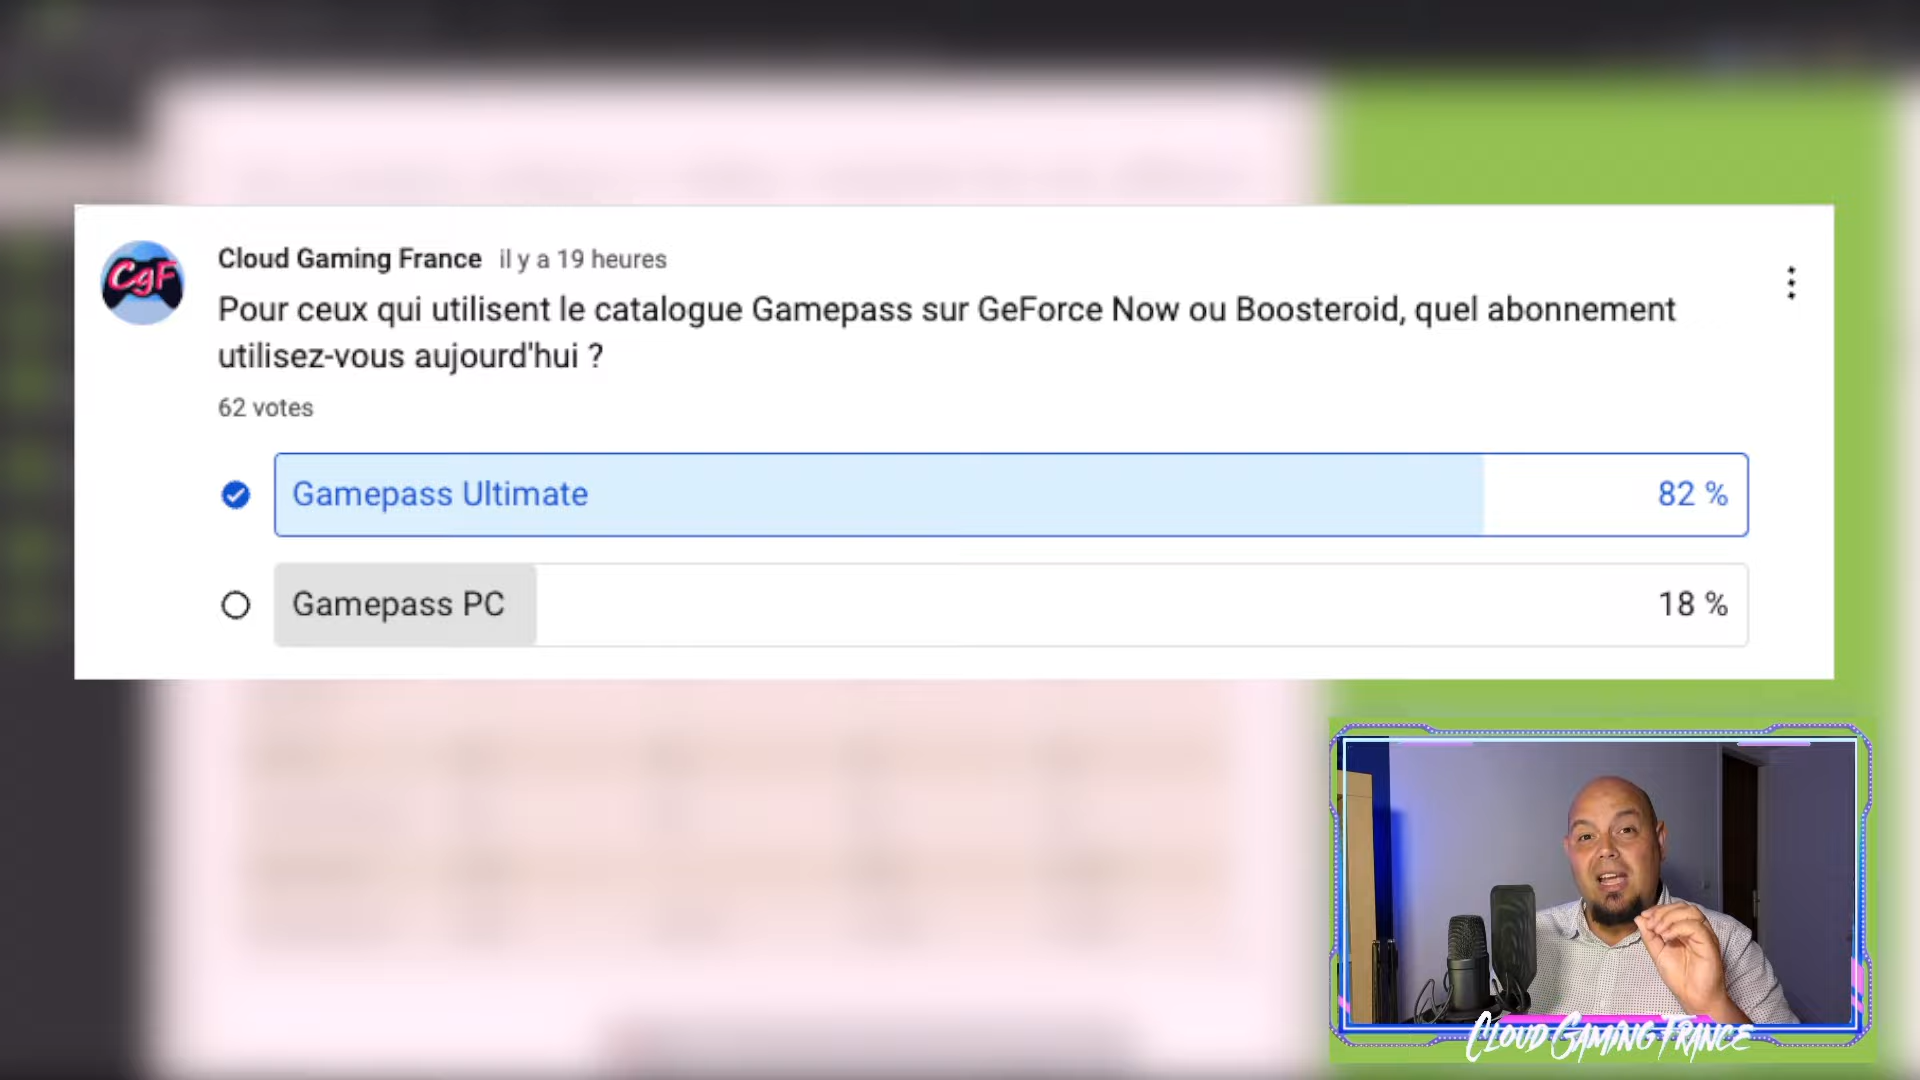 CgF
Cloud Gaming France il y a 19 heures
Pour ceux qui utilisent le catalogue Gamepass sur GeForce Now ou Boosteroid, quel abonnement
utilisez-vous aujourd'hui ?
62 votes
Gamepass Ultimate 82 %
Gamepass PC 18 %
CLOUD GAMING FRANCE